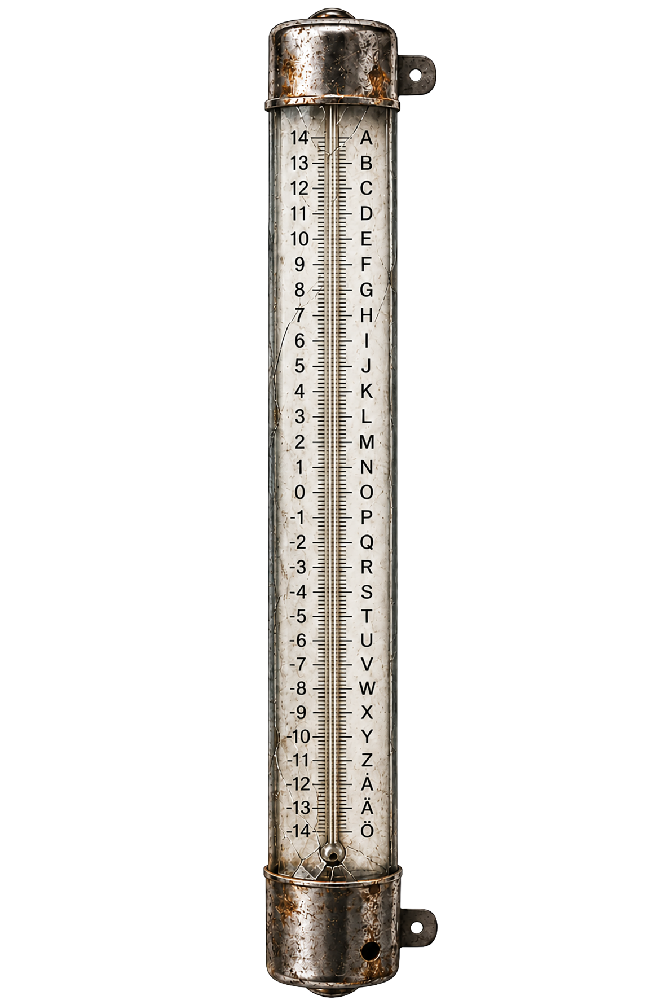 14 A
13 B
12 C
11 D
10 E
9 F
8 G
7 H
6 I
5 J
4 K
3 L
2 M
1 N
0 O
-1 P
-2 Q
-3 R
-4 S
-5 T
-6 U
-7 V
-8 W
-9 X
-10 Y
-11 Z
-12 Ȧ
-13 Ä
-14 Ö